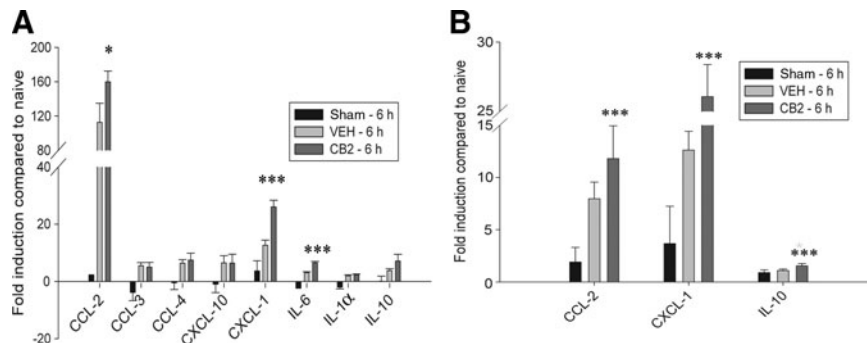 A
Fold induction compared to naive
200
160
120
80
40
20
0
-20
*
***
***
Sham - 6 h
VEH - 6 h
CB2 - 6 h
CCL-2
CCL-3
CCL-4
CXCL-10
CXCL-1
IL-6
IL-1α
IL-10
B
Fold induction compared to naive
30
25
15
10
5
0
***
***
***
Sham - 6 h
VEH - 6 h
CB2 - 6 h
CCL-2
CXCL-1
IL-10